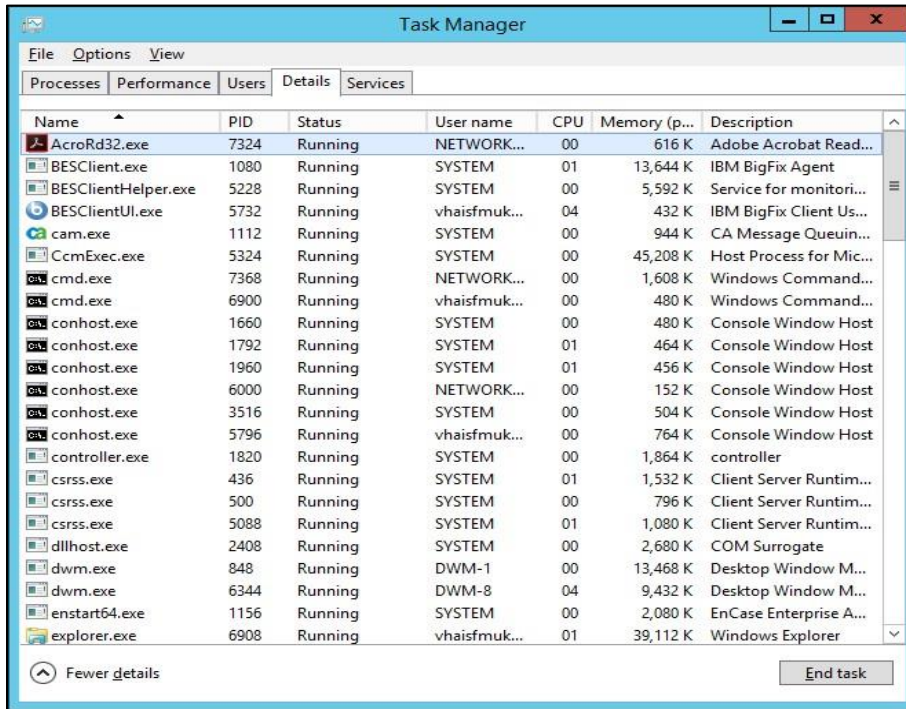 Task Manager
File Options View
Processes Performance Users Details Services
Name PID Status User name CPU Memory (p... Description
AcroRd32.exe 7324 Running NETWORK... 00 616 K Adobe Acrobat Read...
BESClient.exe 1080 Running SYSTEM 01 13,644 K IBM BigFix Agent
BESClientHelper.exe 5228 Running SYSTEM 00 5,592 K Service for monitori...
BESClientUI.exe 5732 Running vhaisfmuk... 04 432 K IBM BigFix Client Us...
cam.exe 1112 Running SYSTEM 00 944 K CA Message Queuin...
CcmExec.exe 5324 Running SYSTEM 00 45,208 K Host Process for Mic...
cmd.exe 7368 Running NETWORK... 00 1,608 K Windows Command...
cmd.exe 6900 Running vhaisfmuk... 00 480 K Windows Command...
conhost.exe 1660 Running SYSTEM 00 480 K Console Window Host
conhost.exe 1792 Running SYSTEM 01 464 K Console Window Host
conhost.exe 1960 Running SYSTEM 01 456 K Console Window Host
conhost.exe 6000 Running NETWORK... 00 152 K Console Window Host
conhost.exe 3516 Running SYSTEM 00 504 K Console Window Host
conhost.exe 5796 Running vhaisfmuk... 00 764 K Console Window Host
controller.exe 1820 Running SYSTEM 00 1,864 K controller
csrss.exe 436 Running SYSTEM 01 1,532 K Client Server Runtim...
csrss.exe 500 Running SYSTEM 00 796 K Client Server Runtim...
csrss.exe 5088 Running SYSTEM 01 1,080 K Client Server Runtim...
dllhost.exe 2408 Running SYSTEM 00 2,680 K COM Surrogate
dwm.exe 848 Running DWM-1 00 13,468 K Desktop Window M...
dwm.exe 6344 Running DWM-8 04 9,432 K Desktop Window M...
enstart64.exe 1156 Running SYSTEM 00 2,080 K EnCase Enterprise A...
explorer.exe 6908 Running vhaisfmuk... 01 39,112 K Windows Explorer
Fewer details End task